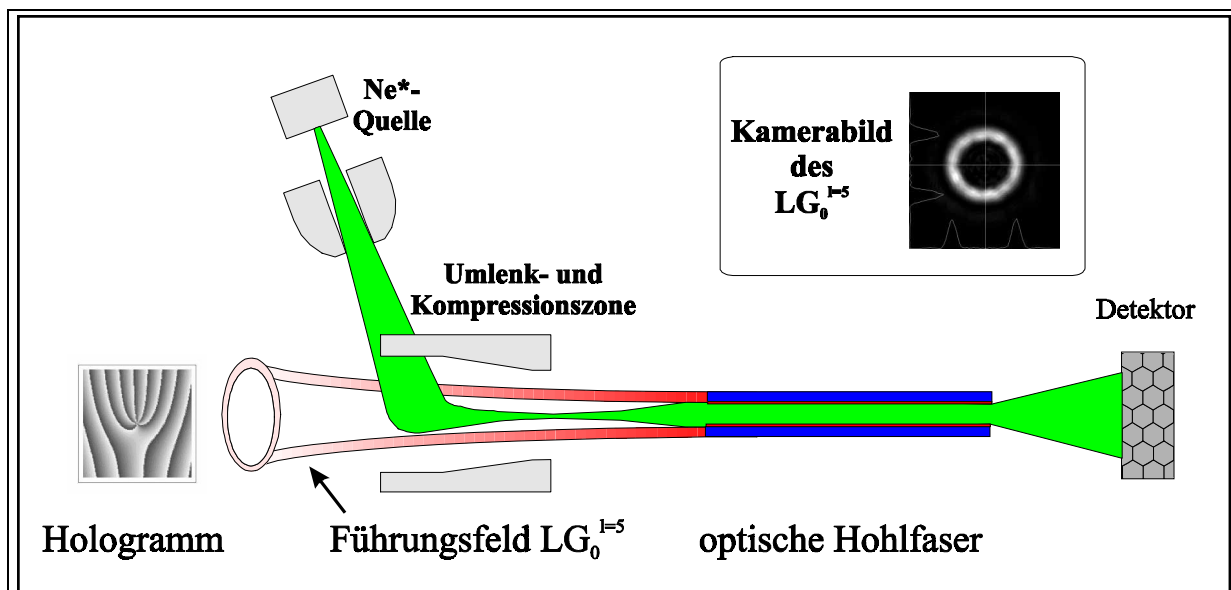 Ne*-
Quelle
Kamerabild
des
LG₀ˡ⁼⁵
Umlenk- und
Kompressionszone
Detektor
Hologramm
Führungsfeld LG₀ˡ⁼⁵
optische Hohlfaser